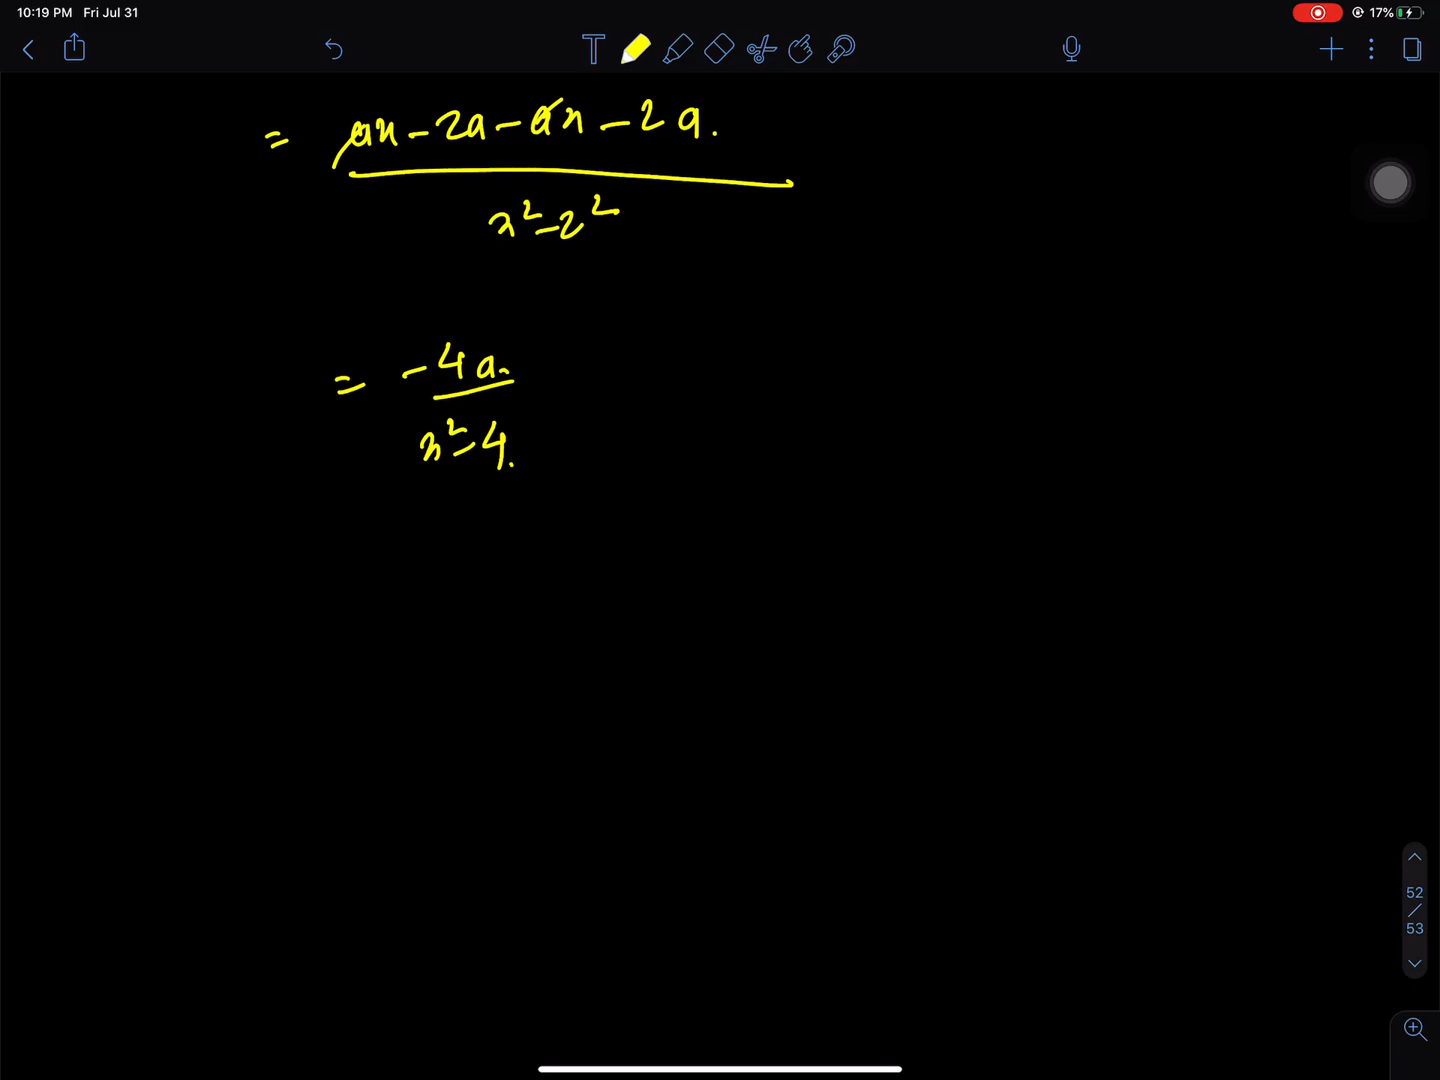 10:19 PM Fri Jul 31
17%
T
= ax - 2a - ax - 2a.
x² - 2²
= -4a.
x² - 4.
52
/
53